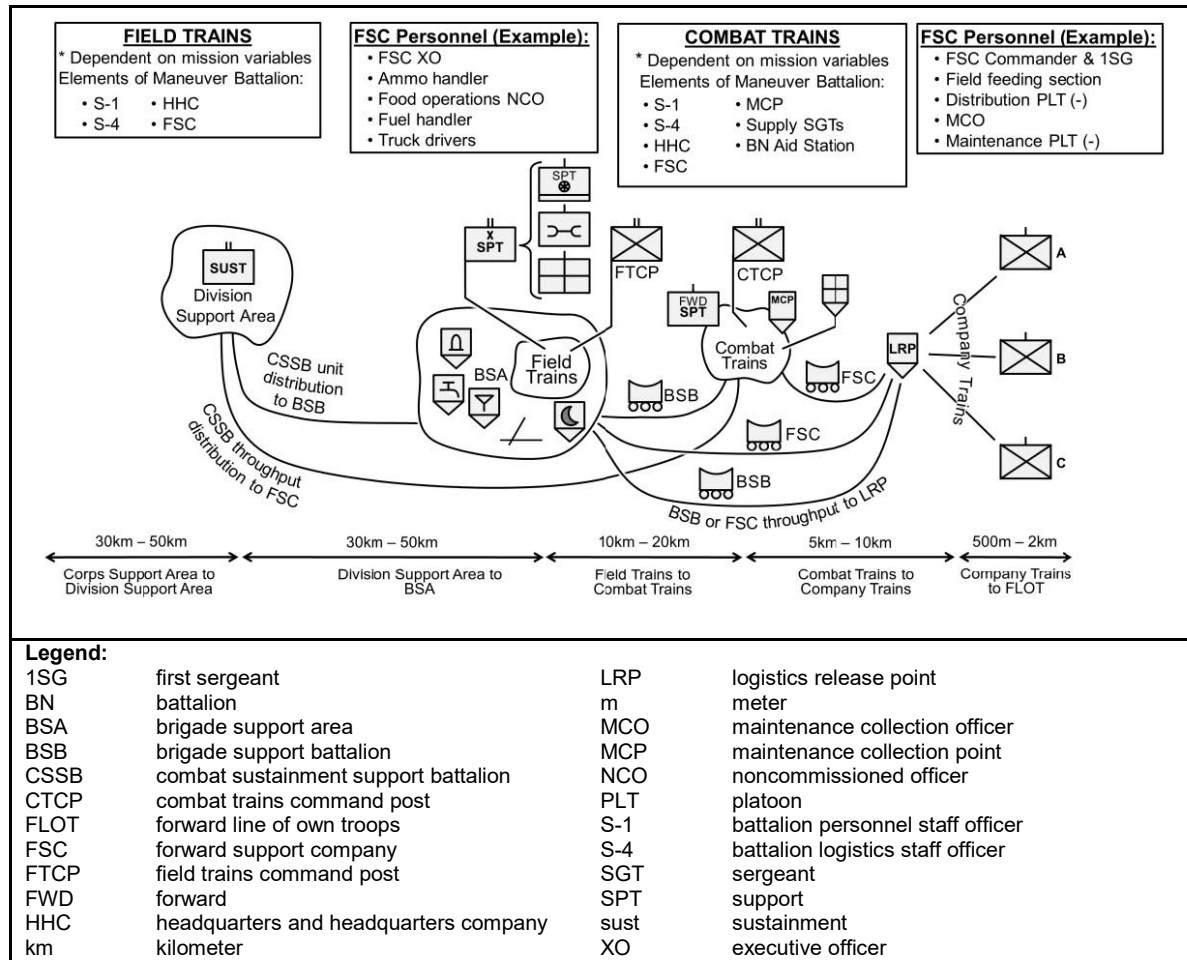 FIELD TRAINS
* Dependent on mission variables
Elements of Maneuver Battalion:
• S-1 • HHC
• S-4 • FSC
FSC Personnel (Example):
• FSC XO
• Ammo handler
• Food operations NCO
• Fuel handler
• Truck drivers
COMBAT TRAINS
* Dependent on mission variables
Elements of Maneuver Battalion:
• S-1 • MCP
• S-4 • Supply SGTs
• HHC • BN Aid Station
• FSC
FSC Personnel (Example):
• FSC Commander & 1SG
• Field feeding section
• Distribution PLT (-)
• MCO
• Maintenance PLT (-)
SPT
X
SPT
FTCP
CTCP
A
SUST
Division
Support Area
FWD
SPT
MCP
Company Trains
LRP
B
CSSB unit
distribution
to BSB
BSA
Field
Trains
Combat
Trains
BSB
FSC
CSSB throughput
distribution to FSC
FSC
BSB
C
BSB or FSC throughput to LRP
30km – 50km
30km – 50km
10km – 20km
5km – 10km
500m – 2km
Corps Support Area to
Division Support Area
Division Support Area to
BSA
Field Trains to
Combat Trains
Combat Trains to
Company Trains
Company Trains
to FLOT
Legend:
1SG first sergeant
BN battalion
BSA brigade support area
BSB brigade support battalion
CSSB combat sustainment support battalion
CTCP combat trains command post
FLOT forward line of own troops
FSC forward support company
FTCP field trains command post
FWD forward
HHC headquarters and headquarters company
km kilometer
LRP logistics release point
m meter
MCO maintenance collection officer
MCP maintenance collection point
NCO noncommissioned officer
PLT platoon
S-1 battalion personnel staff officer
S-4 battalion logistics staff officer
SGT sergeant
SPT support
sust sustainment
XO executive officer